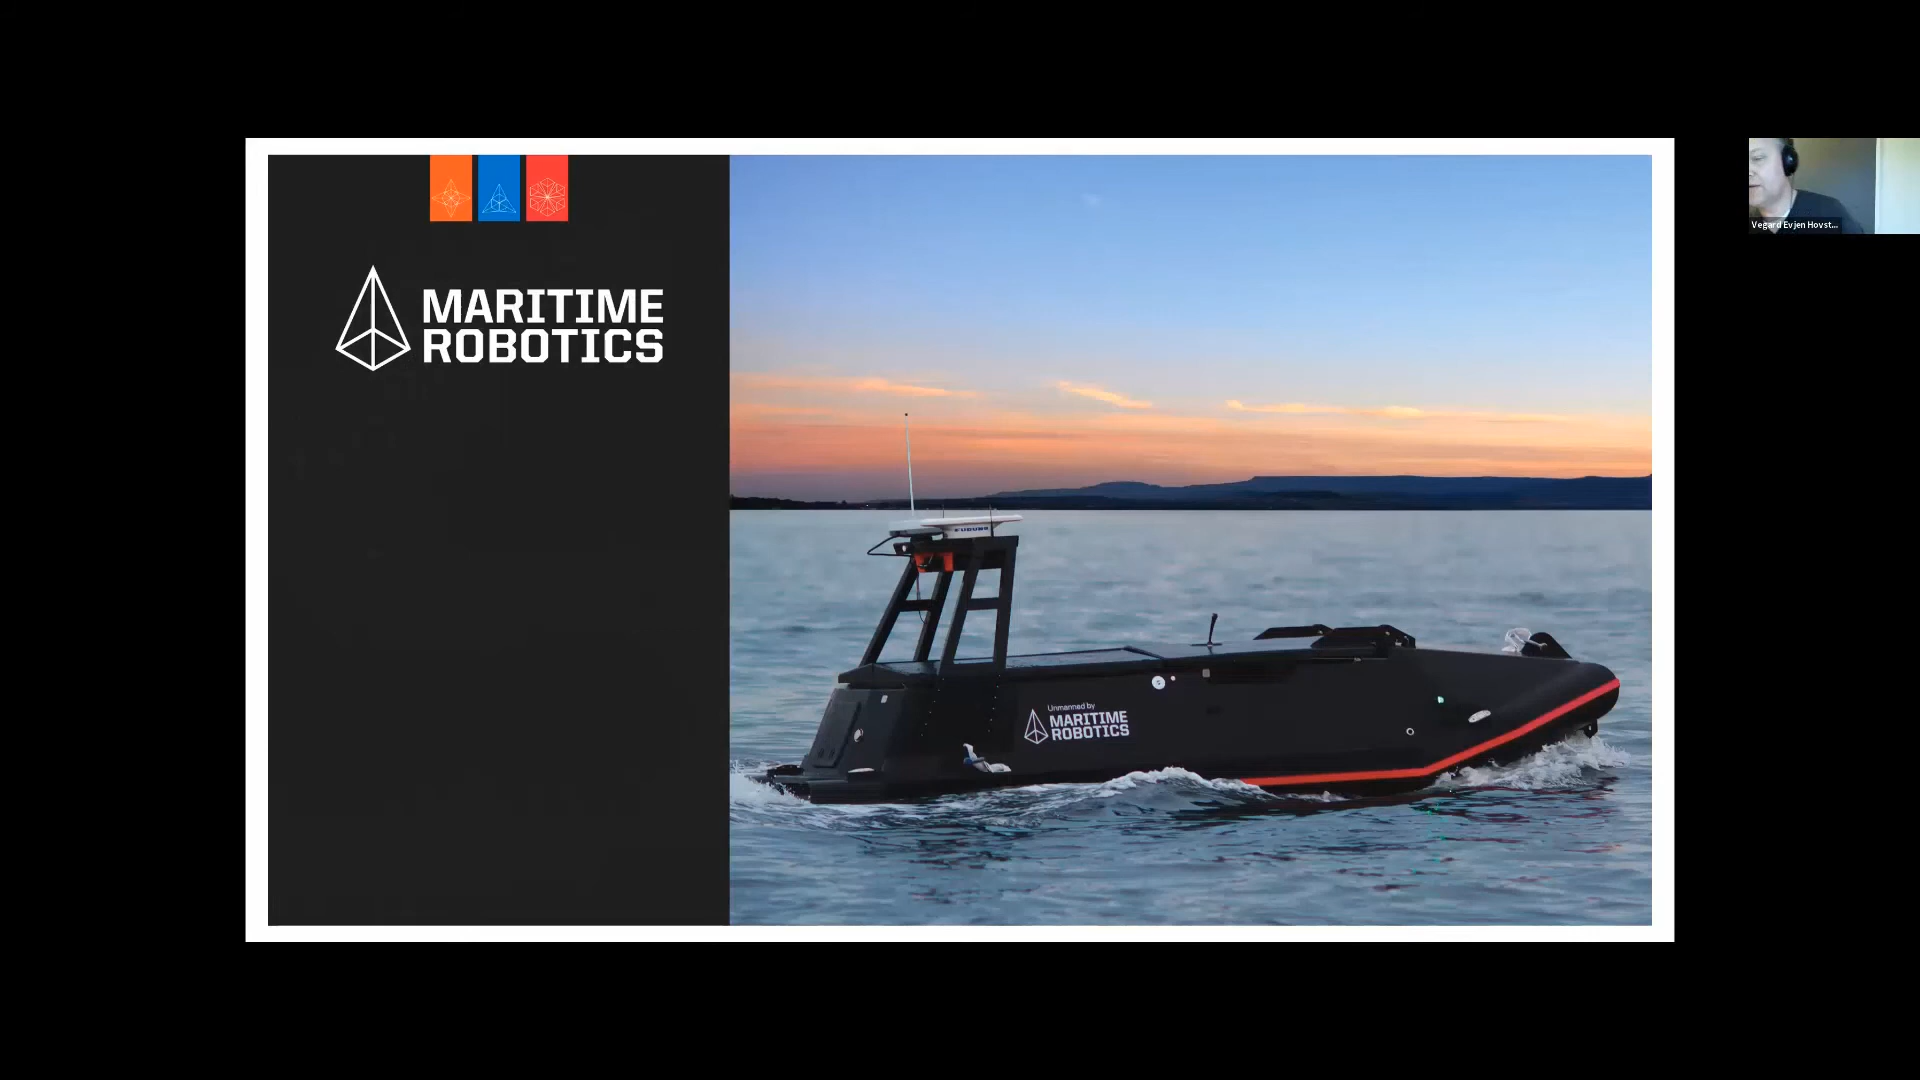 MARITIME
ROBOTICS
FURUNO
Unmanned by
MARITIME
ROBOTICS
Vegard Evjen Hovst...